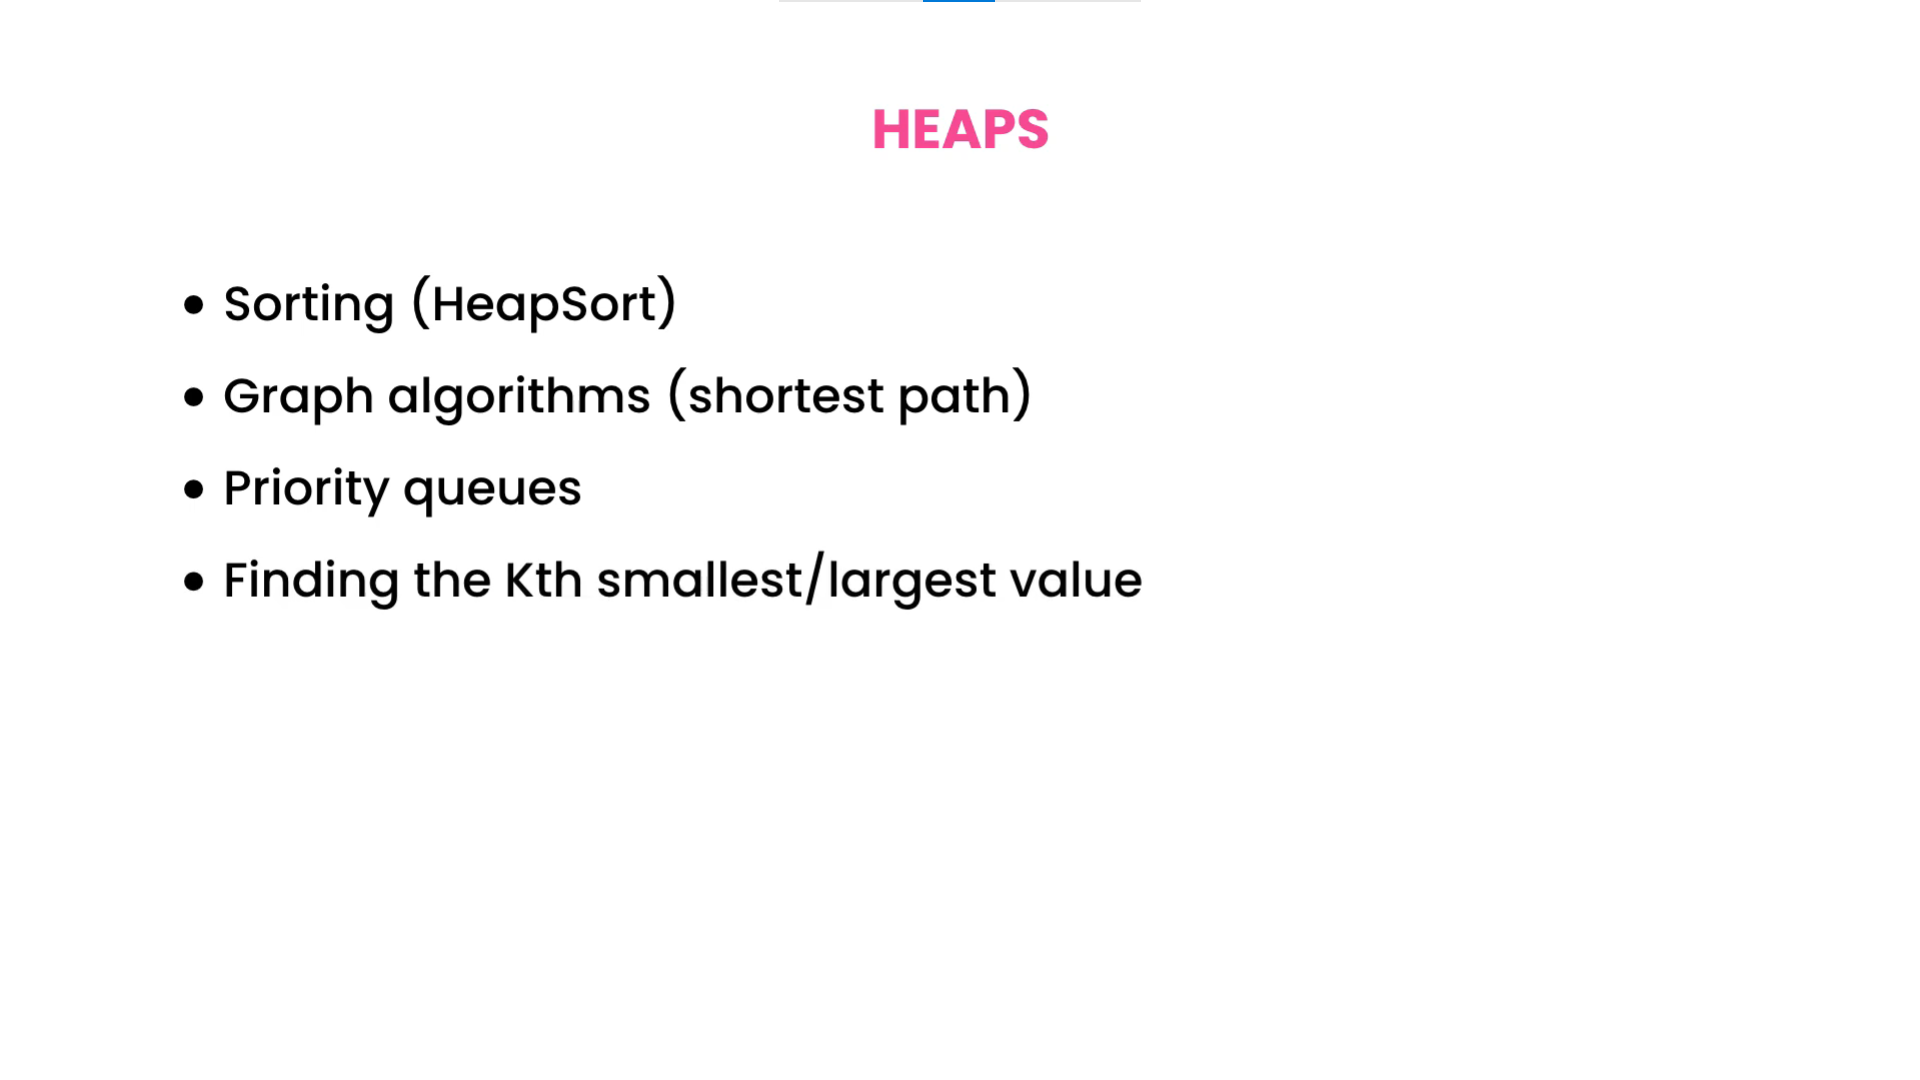 HEAPS
• Sorting (HeapSort)
• Graph algorithms (shortest path)
• Priority queues
• Finding the Kth smallest/largest value